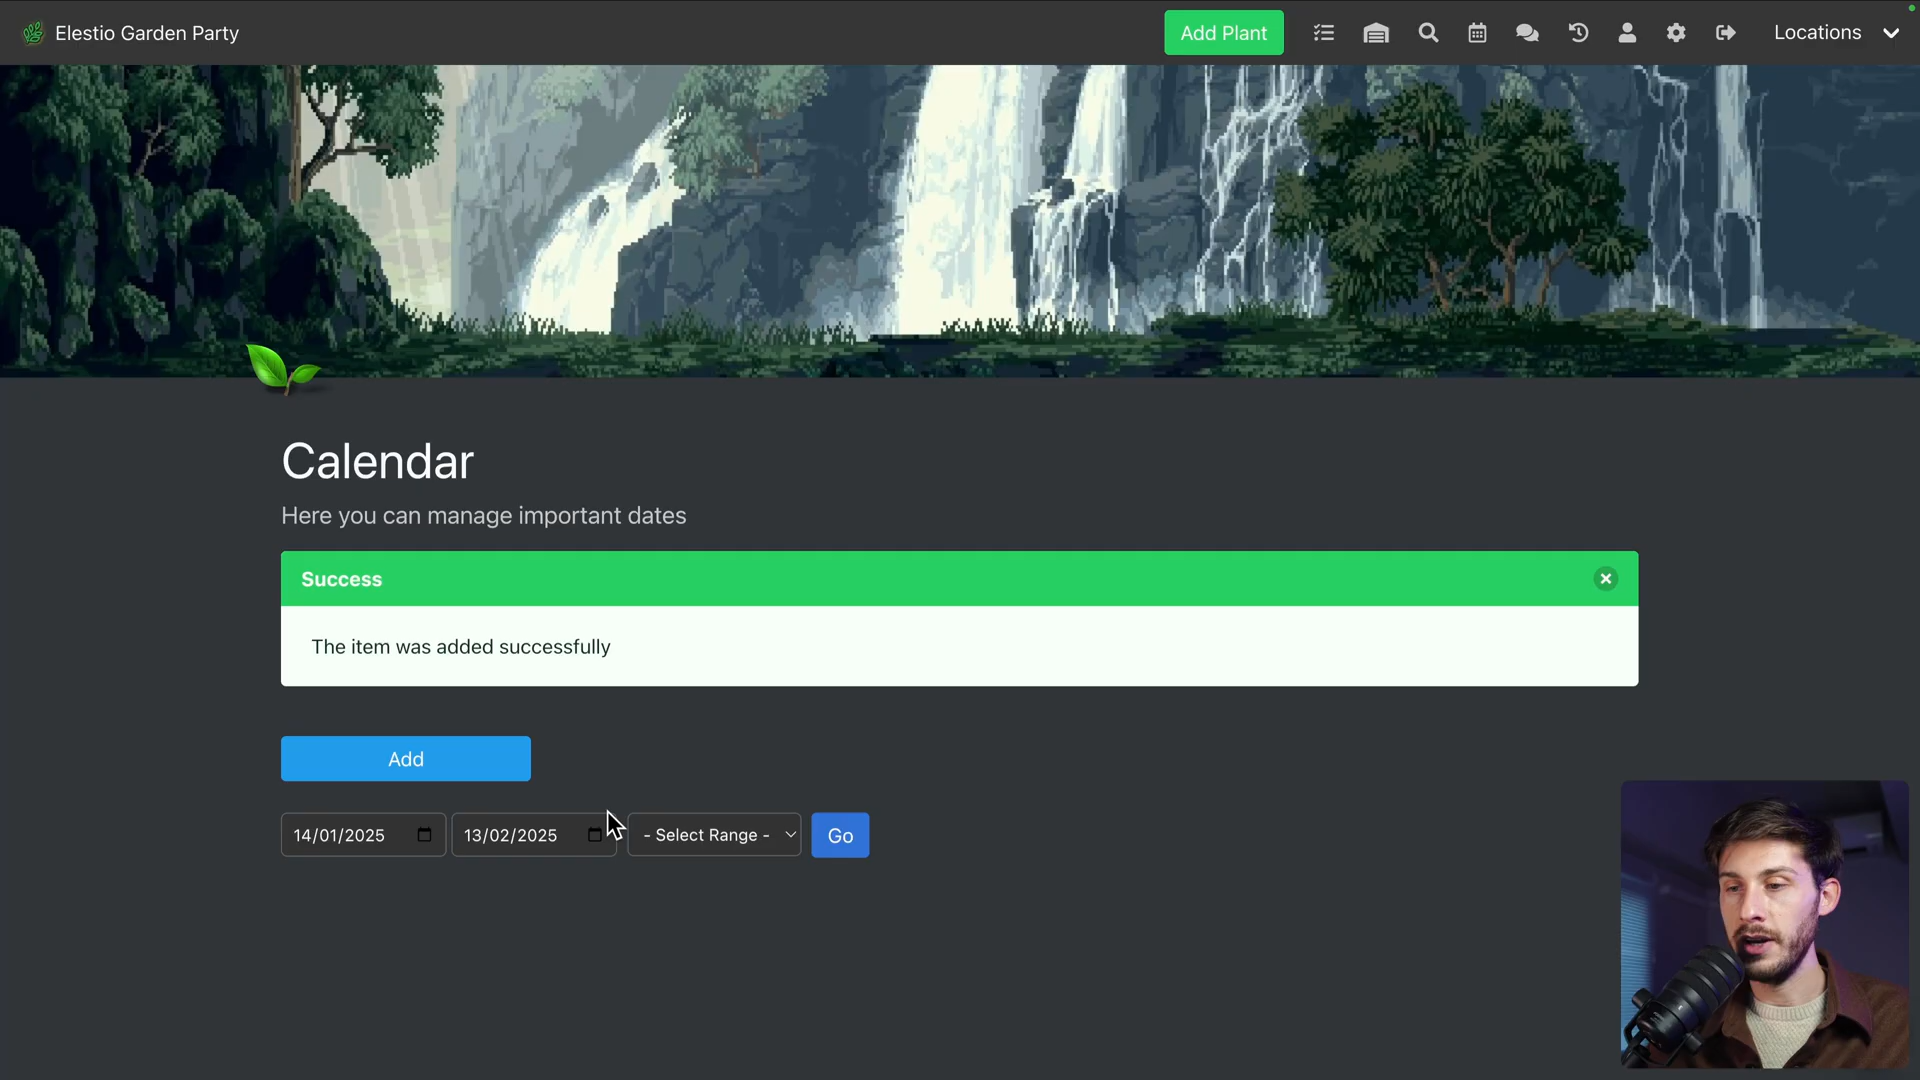 Elestio Garden Party
Add Plant
Locations
Calendar
Here you can manage important dates
Success
The item was added successfully
Add
14/01/2025
13/02/2025
- Select Range -
Go